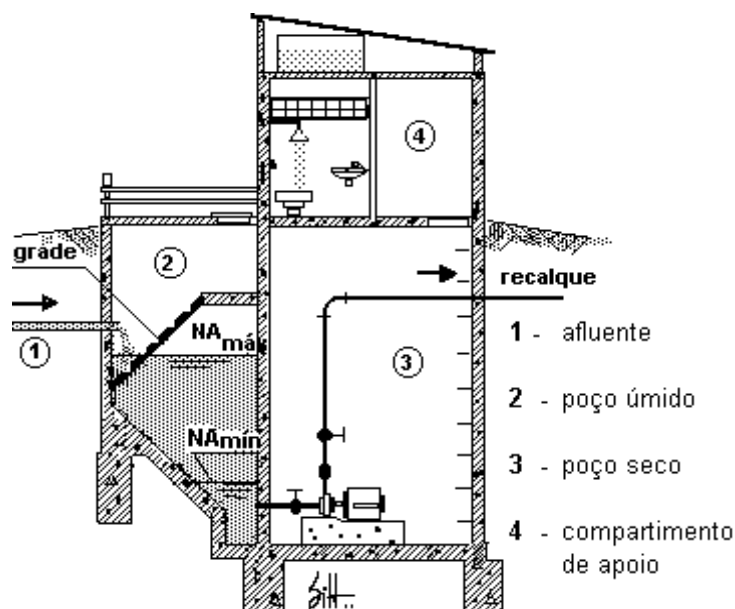 4
grade
2
recalque
NAmá
1
1 - afluente
3
2 - poço úmido
NAmín
3 - poço seco
4 - compartimento
de apoio